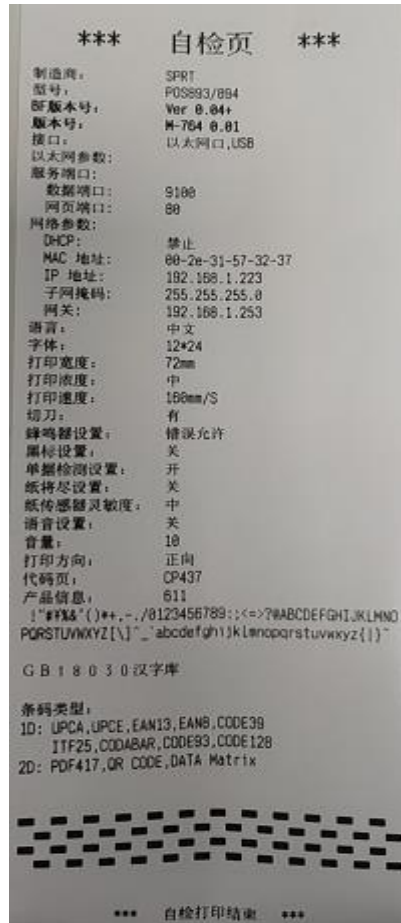 *** 自检页 ***
制造商: SPRT
型号: POS893/894
BF版本号: Ver 0.04+
版本号: M-764 0.01
接口: 以太网口,USB
以太网参数:
服务端口:
数据端口: 9100
网页端口: 80
网络参数:
DHCP: 禁止
MAC 地址: 00-2e-31-57-32-37
IP 地址: 192.168.1.223
子网掩码: 255.255.255.0
网关: 192.168.1.253
语言: 中文
字体: 12*24
打印宽度: 72mm
打印浓度: 中
打印速度: 160mm/S
切刀: 有
蜂鸣器设置: 错误允许
黑标设置: 关
单据检测设置: 开
纸将尽设置: 关
纸传感器灵敏度: 中
语音设置: 关
音量: 10
打印方向: 正向
代码页: CP437
产品信息: 611
!"#¥%&'()*+,-./0123456789:;<=>?@ABCDEFGHIJKLMNO
PQRSTUVWXYZ[\]^_`abcdefghijklmnopqrstuvwxyz{|}~
GB18030汉字库
条码类型:
1D: UPCA,UPCE,EAN13,EAN8,CODE39
ITF25,CODABAR,CODE93,CODE128
2D: PDF417,QR CODE,DATA Matrix
*** 自检打印结束 ***